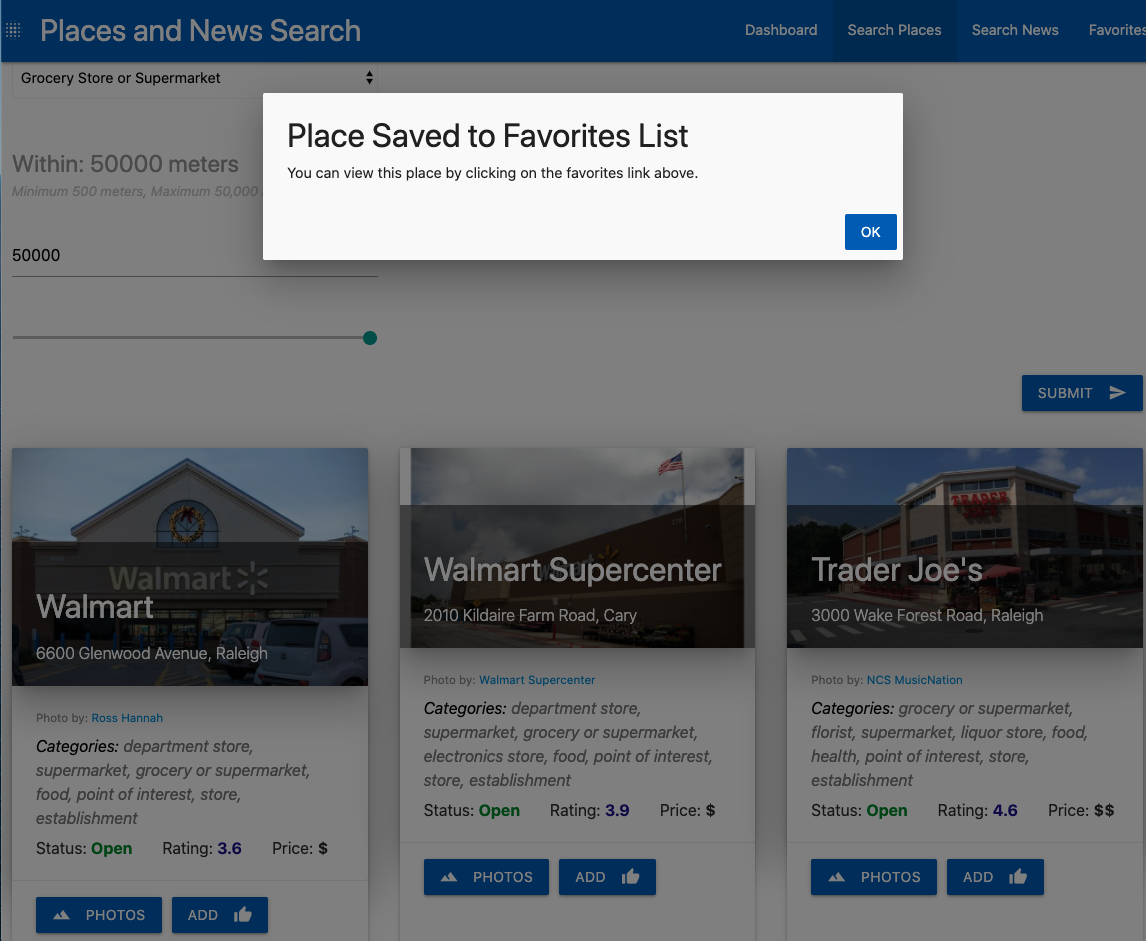 Places and News Search
Dashboard
Search Places
Search News
Favorites
Grocery Store or Supermarket
Place Saved to Favorites List
You can view this place by clicking on the favorites link above.
OK
Within: 50000 meters
Minimum 500 meters, Maximum 50,000
50000
SUBMIT
Walmart
Walmart
6600 Glenwood Avenue, Raleigh
Photo by: Ross Hannah
Categories: department store,
supermarket, grocery or supermarket,
food, point of interest, store,
establishment
Status: Open Rating: 3.6 Price: $
PHOTOS
ADD
Walmart Supercenter
2010 Kildaire Farm Road, Cary
Photo by: Walmart Supercenter
Categories: department store,
supermarket, grocery or supermarket,
electronics store, food, point of interest,
store, establishment
Status: Open Rating: 3.9 Price: $
PHOTOS
ADD
TRADER
JOE'S
Trader Joe's
3000 Wake Forest Road, Raleigh
Photo by: NCS MusicNation
Categories: grocery or supermarket,
florist, supermarket, liquor store, food,
health, point of interest, store,
establishment
Status: Open Rating: 4.6 Price: $$
PHOTOS
ADD